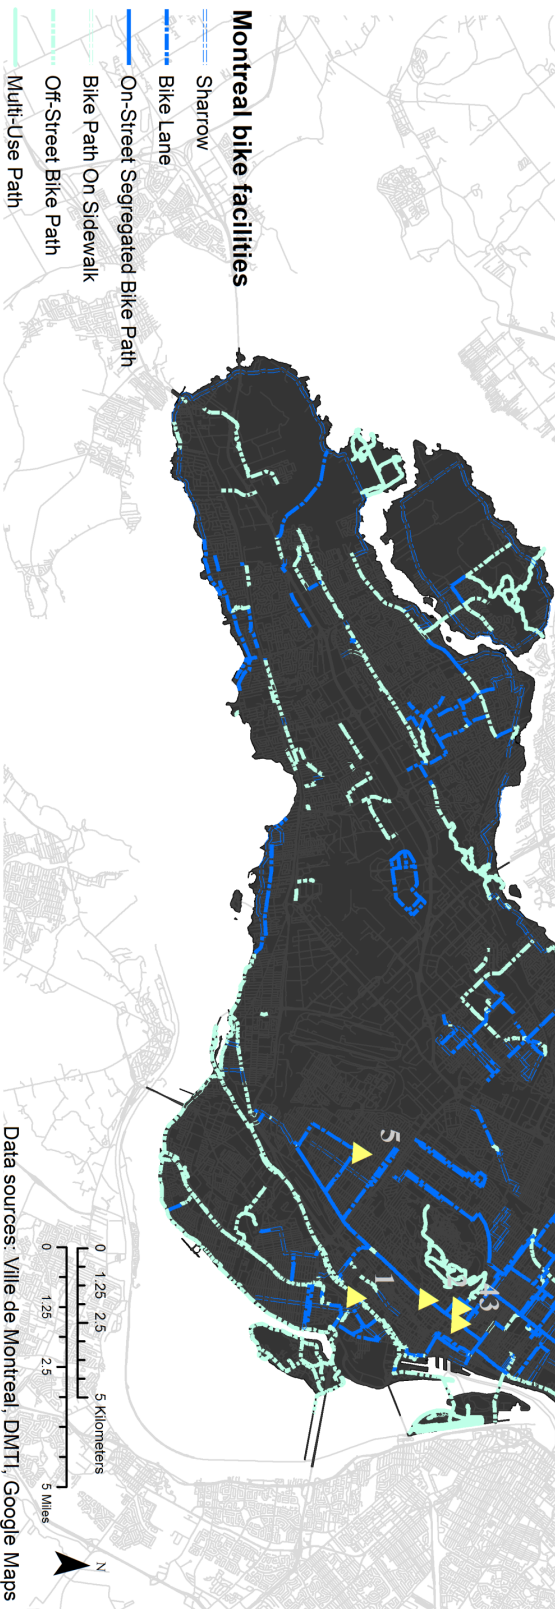 Montreal bike facilities
Sharrow
Bike Lane
On-Street Segregated Bike Path
Bike Path On Sidewalk
Off-Street Bike Path
Multi-Use Path
5
1
4
3
0 1.25 2.5 5 Kilometers
0 1.25 2.5 5 Miles
N
Data sources: Ville de Montreal, DMTI, Google Maps